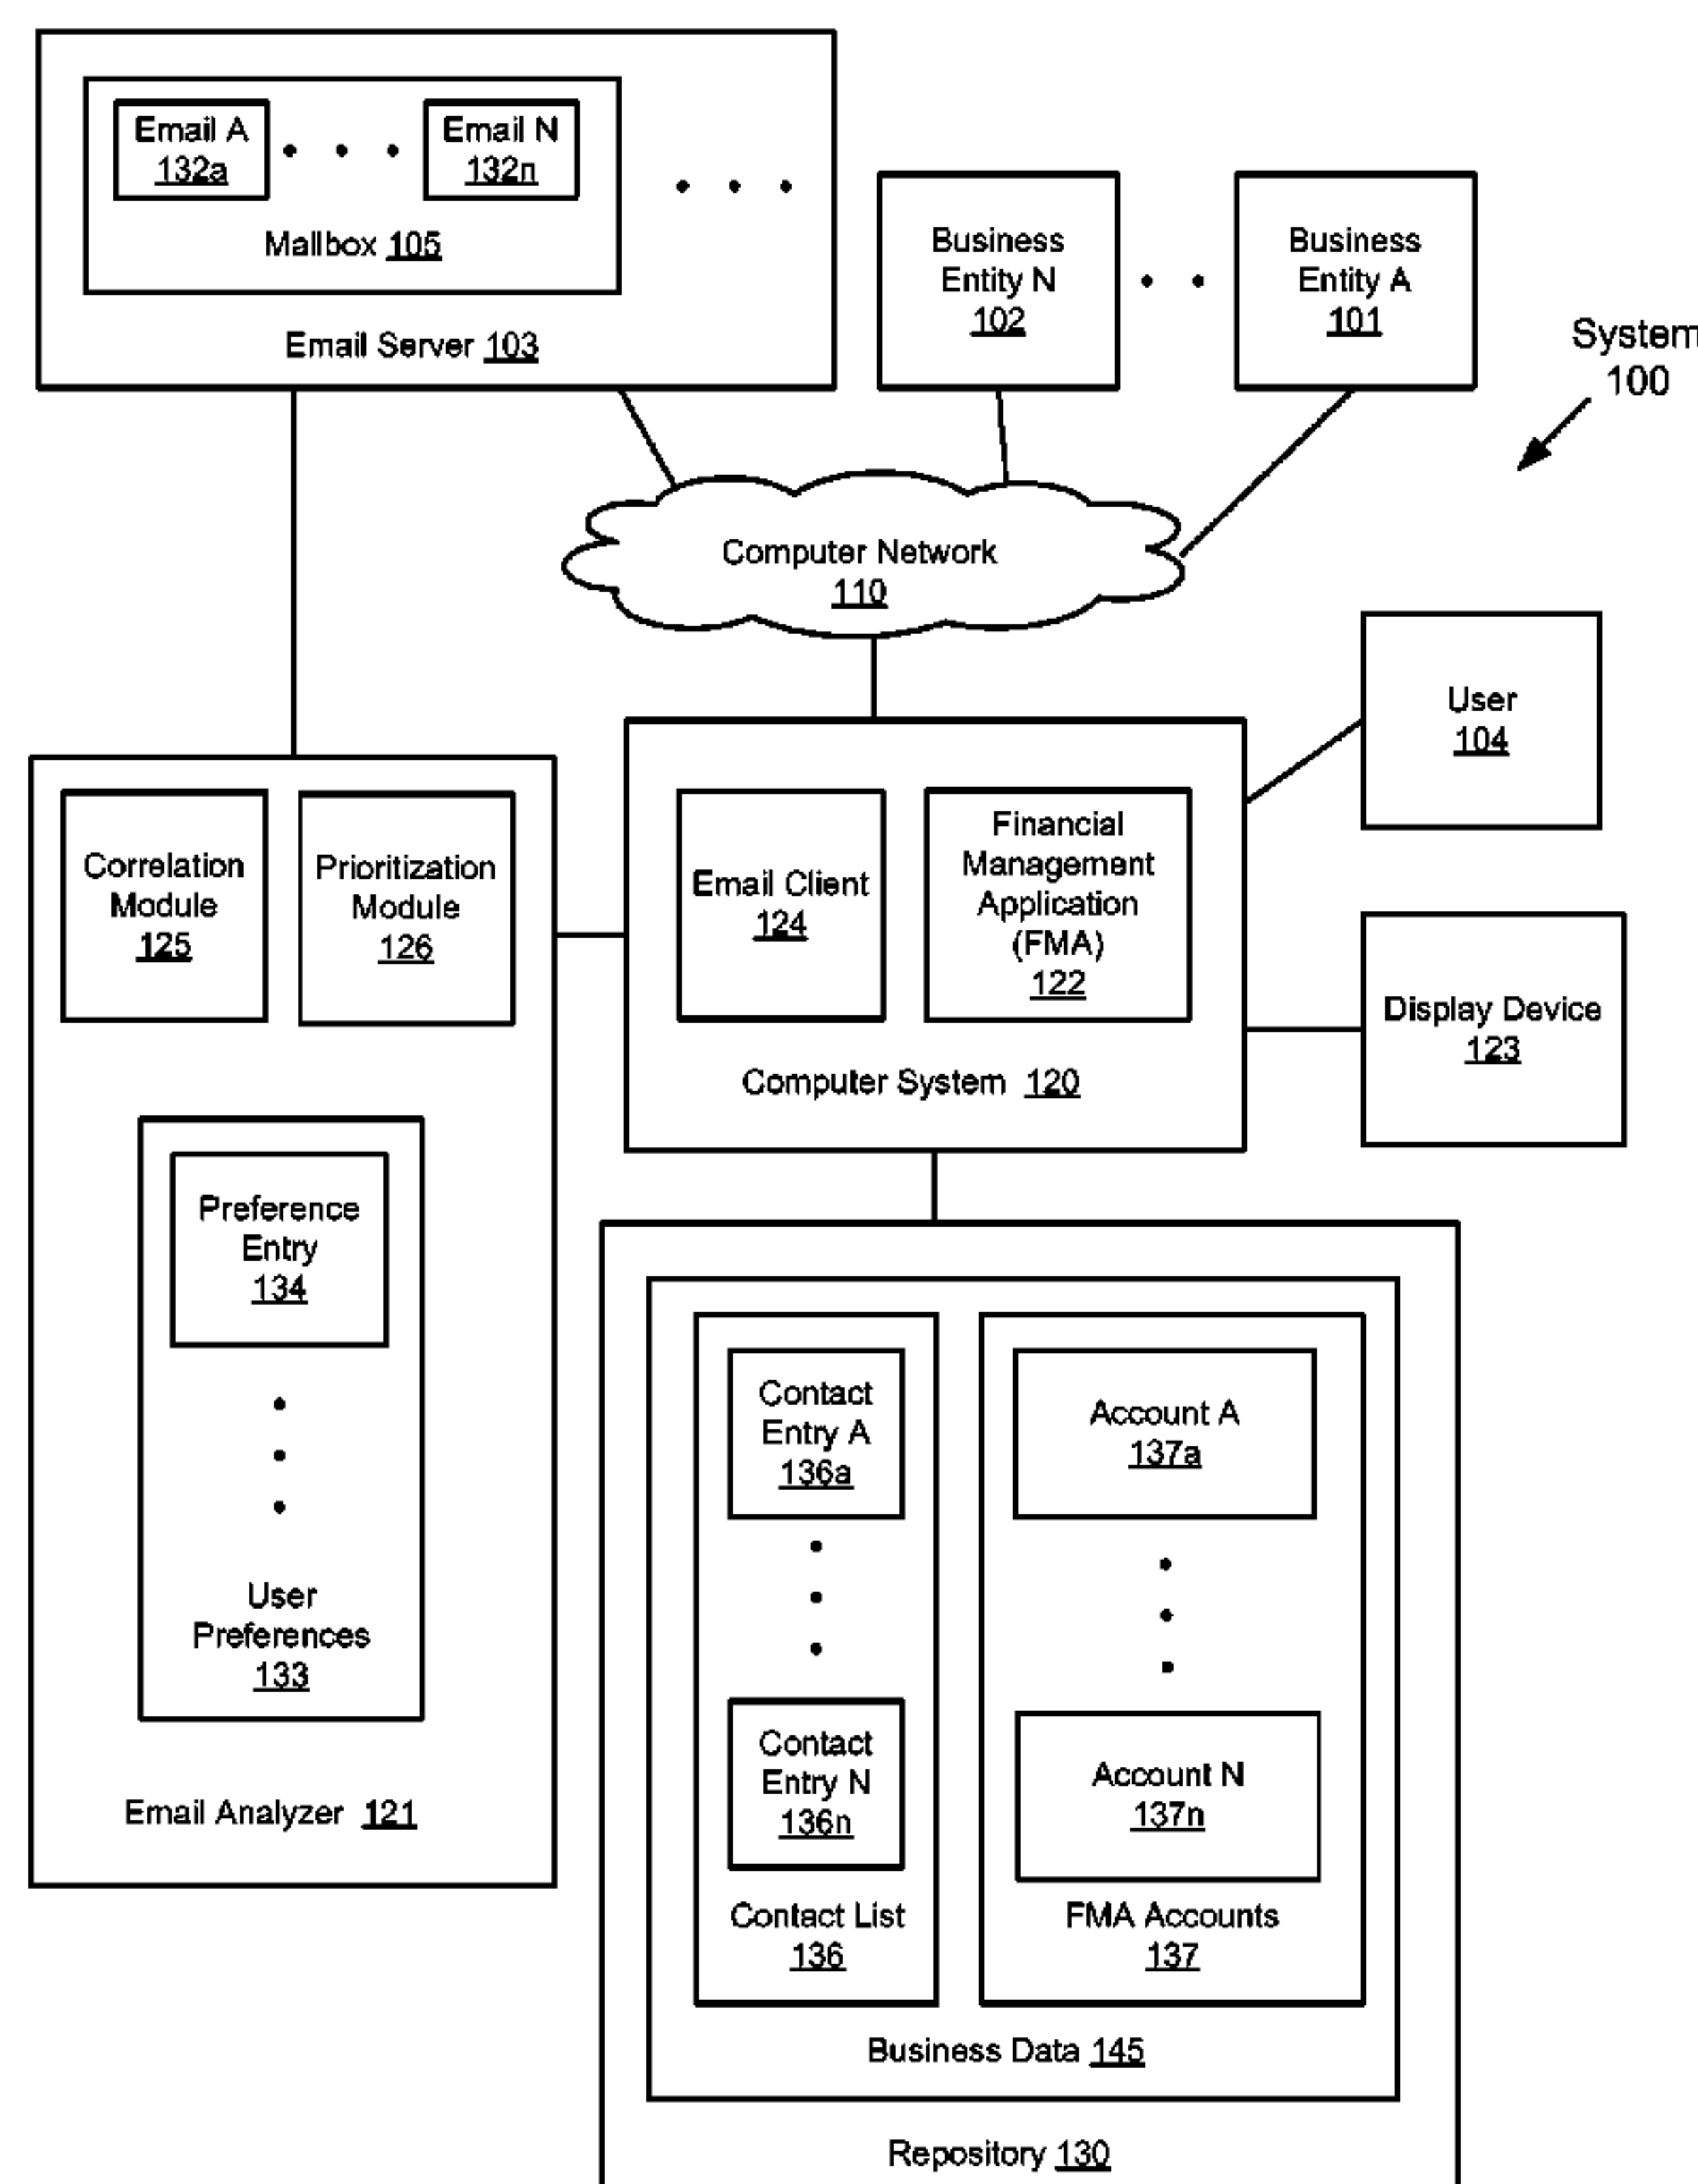 Email A
132a
Email N
132n
Mailbox 105
Email Server 103
Business
Entity N
102
Business
Entity A
101
System
100
Computer Network
110
User
104
Correlation
Module
125
Prioritization
Module
126
Email Client
124
Financial
Management
Application
(FMA)
122
Computer System 120
Display Device
123
Preference
Entry
134
User
Preferences
133
Email Analyzer 121
Contact
Entry A
136a
Contact
Entry N
136n
Contact List
136
Account A
137a
Account N
137n
FMA Accounts
137
Business Data 145
Repository 130